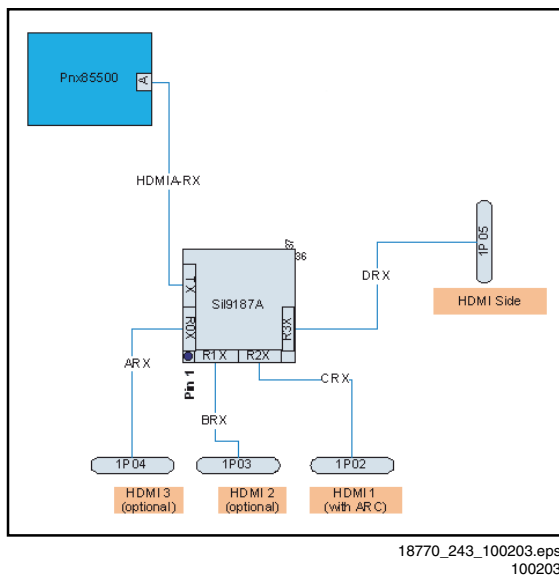 Pnx85500
A
HDMIA-RX
37
36
1P05
DRX
TX
SiI9187A
HDMI Side
R0X
R3X
R1X
R2X
ARX
Pin 1
CRX
BRX
1P04
1P03
1P02
HDMI 3
(optional)
HDMI 2
(optional)
HDMI 1
(with ARC)
18770_243_100203.eps
100203